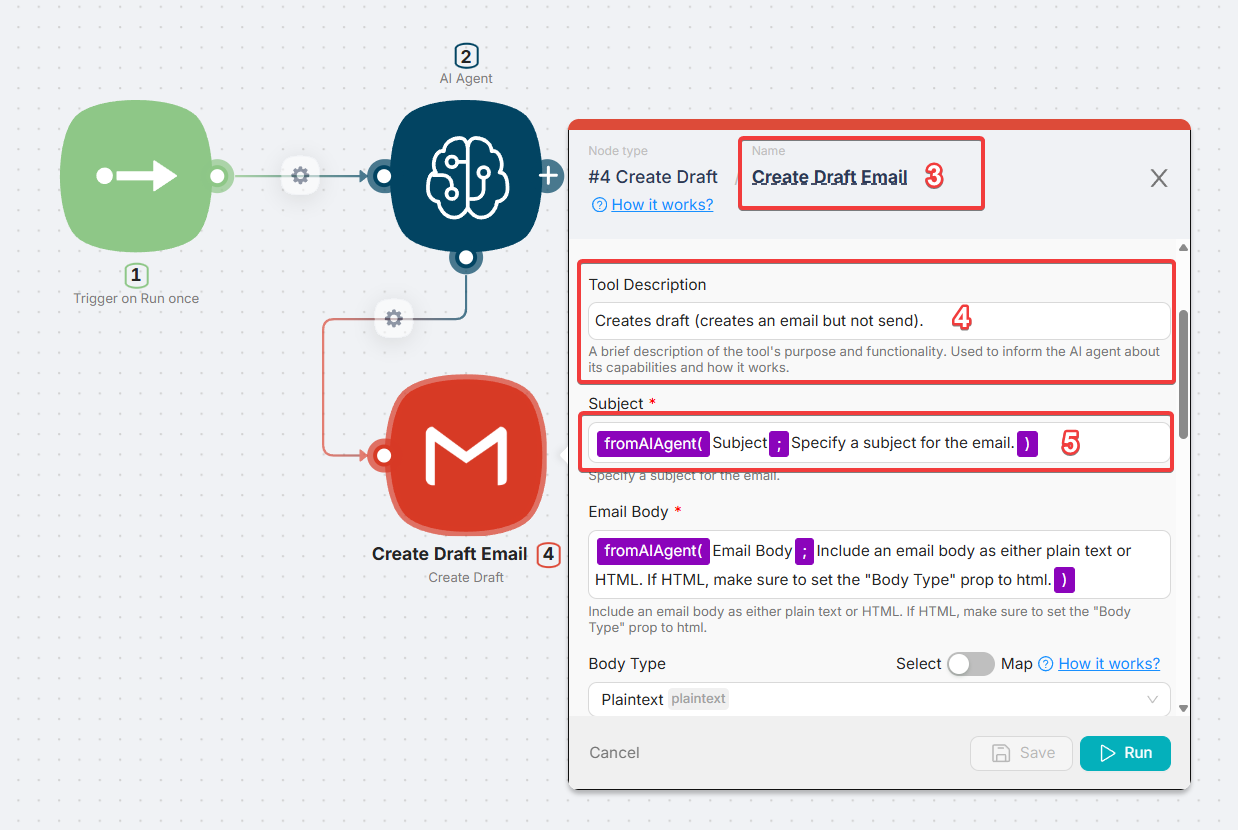 2
AI Agent
1
Trigger on Run once
Create Draft Email 4
Create Draft
Node type
#4 Create Draft
How it works?
/
Name
Create Draft Email 3
Tool Description
Creates draft (creates an email but not send). 4
A brief description of the tool's purpose and functionality. Used to inform the AI agent about
its capabilities and how it works.
Subject *
fromAIAgent( Subject ; Specify a subject for the email. ) 5
Specify a subject for the email.
Email Body *
fromAIAgent( Email Body ; Include an email body as either plain text or
HTML. If HTML, make sure to set the "Body Type" prop to html. )
Include an email body as either plain text or HTML. If HTML, make sure to set the "Body
Type" prop to html.
Body Type Select Map How it works?
Plaintext plaintext
Cancel Save Run